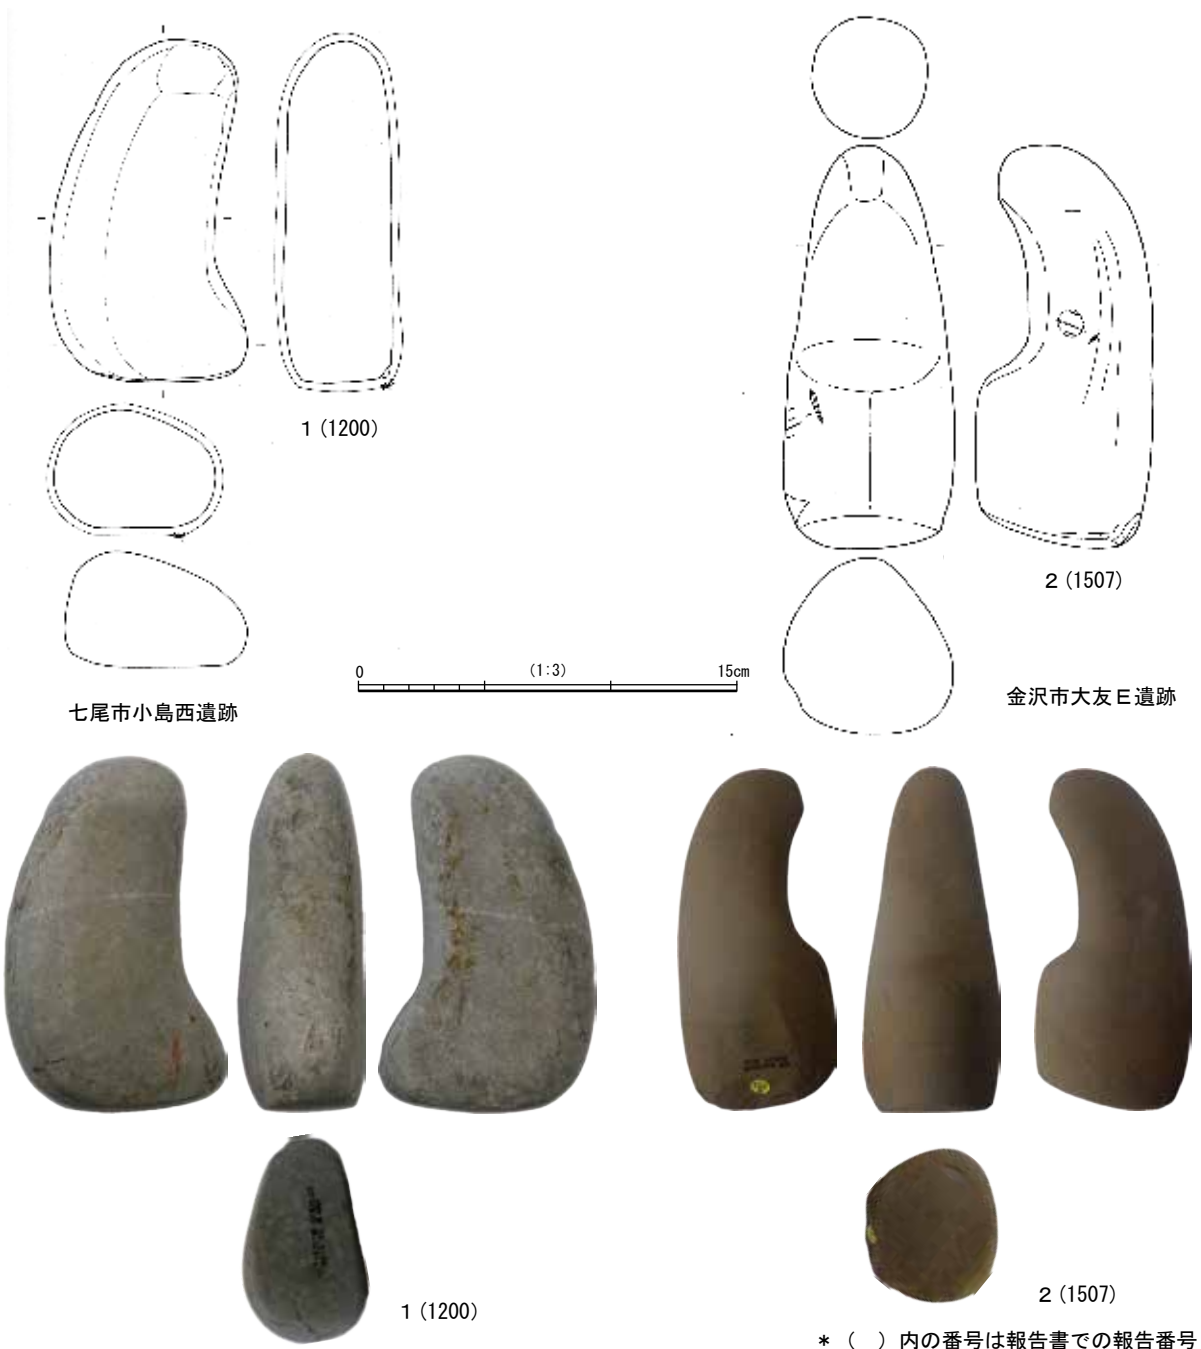 1 (1200)
2 (1507)
0 (1:3) 15cm
七尾市小島西遺跡
金沢市大友E遺跡
1 (1200)
2 (1507)
* （ ）内の番号は報告書での報告番号